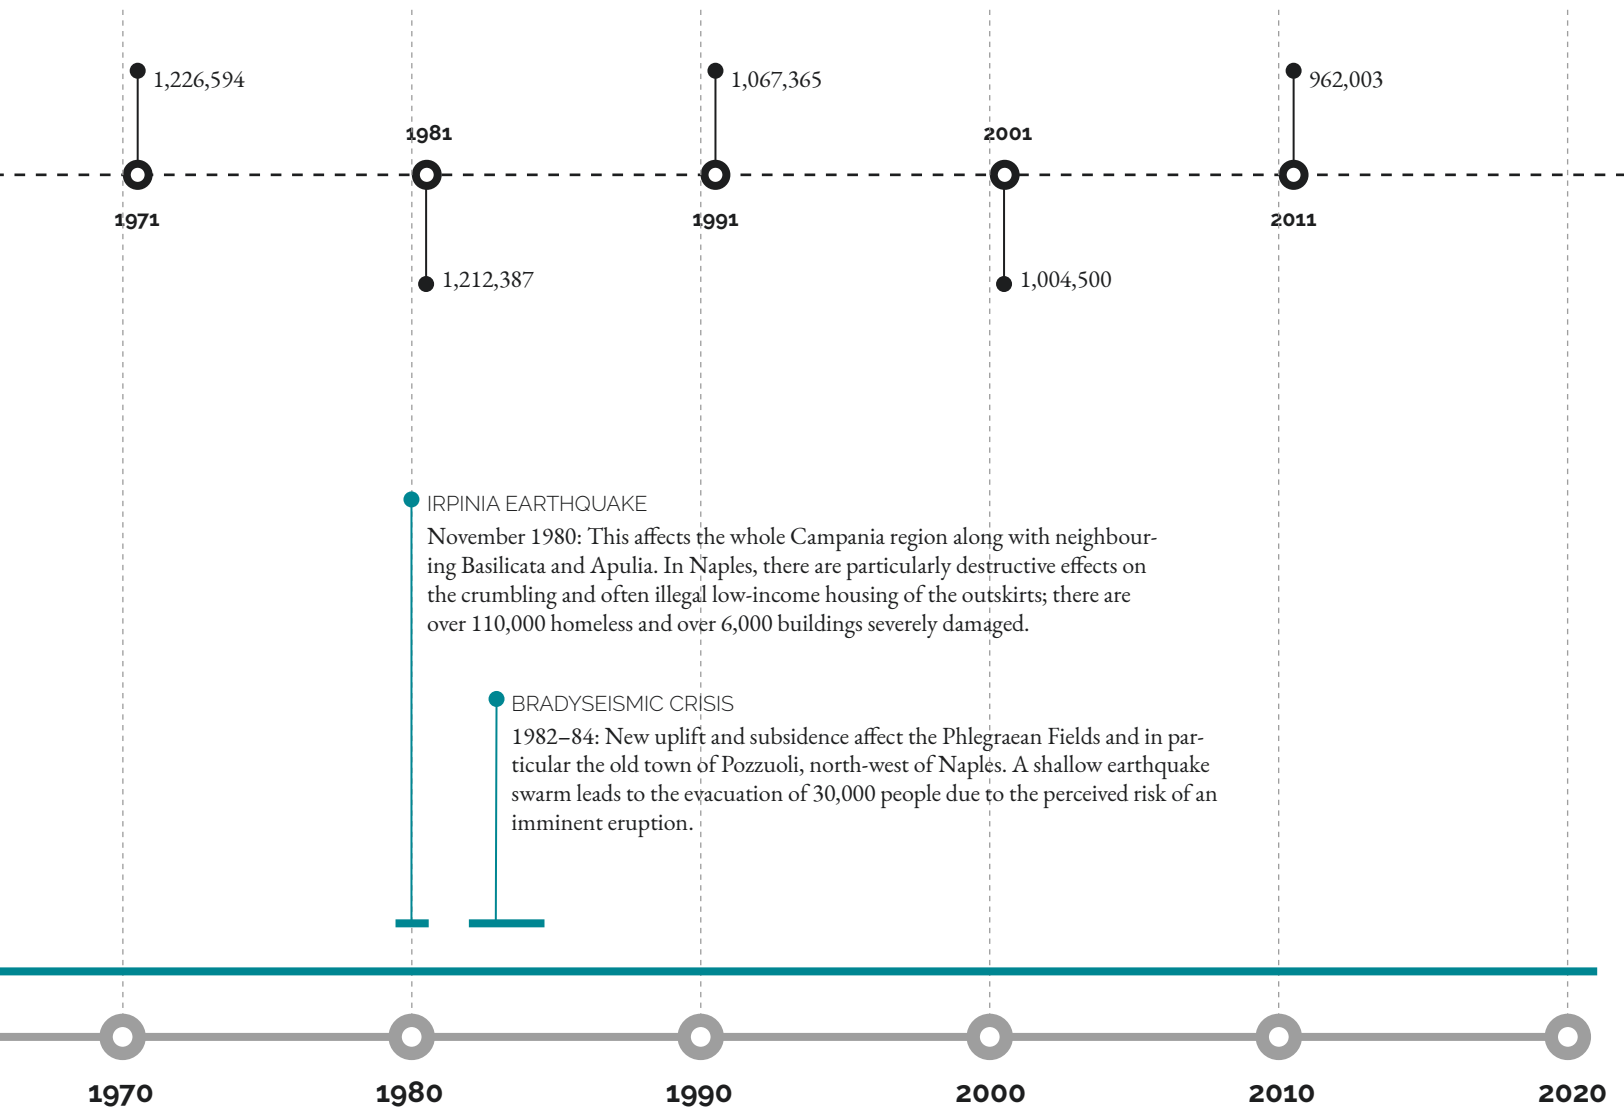 1,226,594
1,067,365
962,003
1981
2001
1971
1991
2011
1,212,387
1,004,500
IRPINIA EARTHQUAKE
November 1980: This affects the whole Campania region along with neighbour-
ing Basilicata and Apulia. In Naples, there are particularly destructive effects on
the crumbling and often illegal low-income housing of the outskirts; there are
over 110,000 homeless and over 6,000 buildings severely damaged.
BRADYSEISMIC CRISIS
1982–84: New uplift and subsidence affect the Phlegraean Fields and in par-
ticular the old town of Pozzuoli, north-west of Naples. A shallow earthquake
swarm leads to the evacuation of 30,000 people due to the perceived risk of an
imminent eruption.
1970
1980
1990
2000
2010
2020